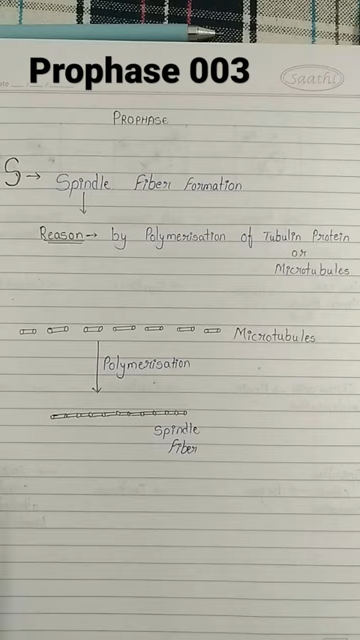 Prophase 003
Saathi
Date
PROPHASE
S → Spindle Fiber Formation
↓
Reason → by Polymerisation of Tubulin Protein
or
Microtubules
Microtubules
Polymerisation
Spindle
Fiber